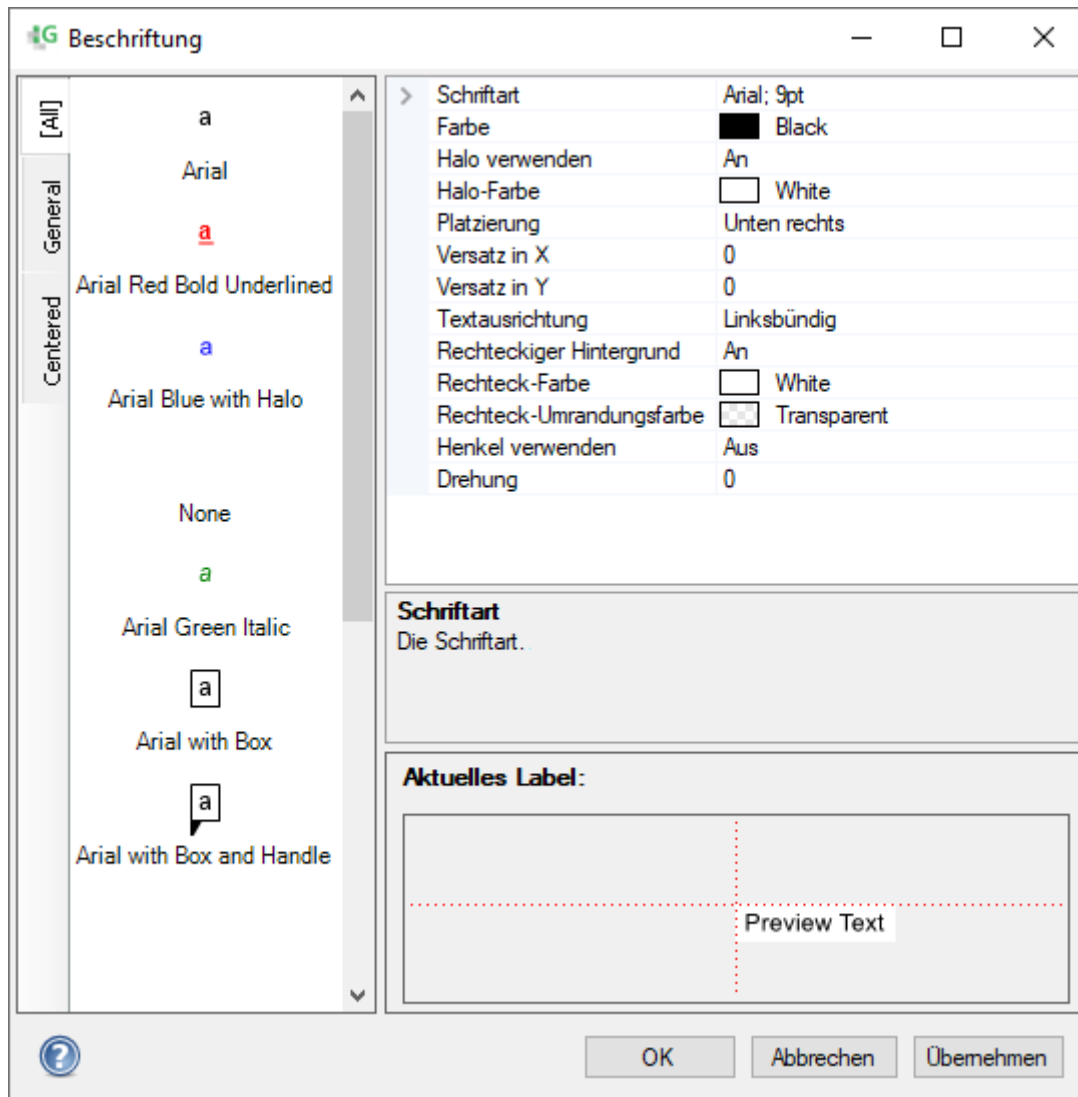 Beschriftung
[All]
General
Centered
a
Arial
a
Arial Red Bold Underlined
a
Arial Blue with Halo
None
a
Arial Green Italic
a
Arial with Box
a
Arial with Box and Handle
Schriftart Arial; 9pt
Farbe Black
Halo verwenden An
Halo-Farbe White
Platzierung Unten rechts
Versatz in X 0
Versatz in Y 0
Textausrichtung Linksbündig
Rechteckiger Hintergrund An
Rechteck-Farbe White
Rechteck-Umrandungsfarbe Transparent
Henkel verwenden Aus
Drehung 0
Schriftart
Die Schriftart.
Aktuelles Label:
Preview Text
OK Abbrechen Übernehmen